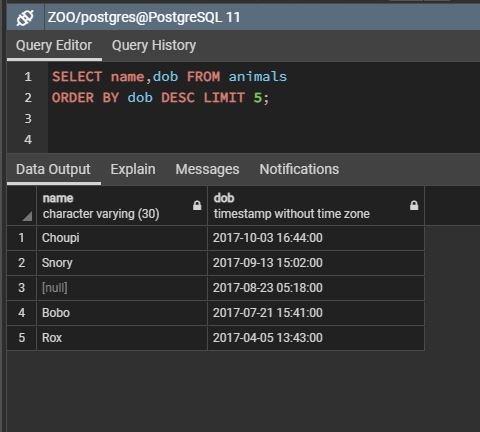 ZOO/postgres@PostgreSQL 11
Query Editor Query History
1 SELECT name,dob FROM animals
2 ORDER BY dob DESC LIMIT 5;
3
4
Data Output Explain Messages Notifications
name dob
character varying (30) timestamp without time zone
1 Choupi 2017-10-03 16:44:00
2 Snory 2017-09-13 15:02:00
3 [null] 2017-08-23 05:18:00
4 Bobo 2017-07-21 15:41:00
5 Rox 2017-04-05 13:43:00